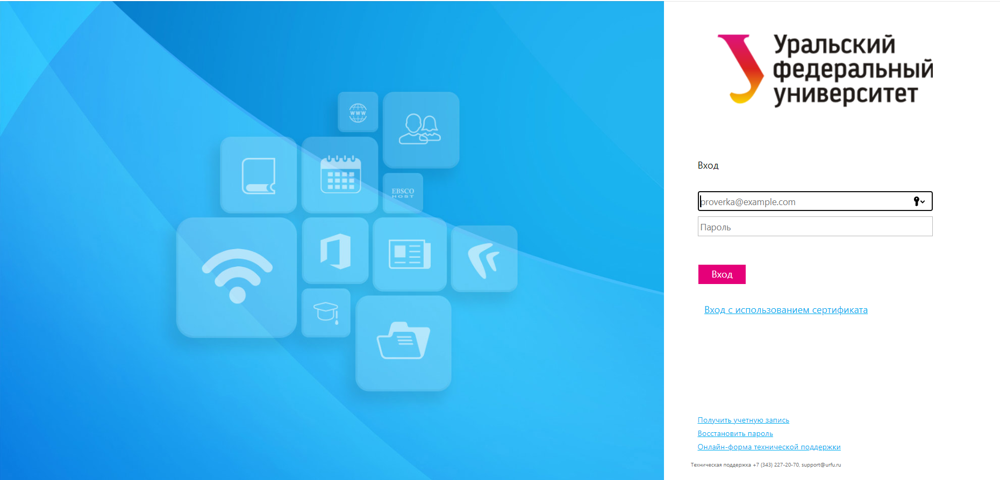 WWW
EBSCO
HOST
Уральский
федеральный
университет
Вход
proverka@example.com
Пароль
Вход
Вход с использованием сертификата
Получить учетную запись
Восстановить пароль
Онлайн-форма технической поддержки
Техническая поддержка +7 (343) 227-20-70, support@urfu.ru